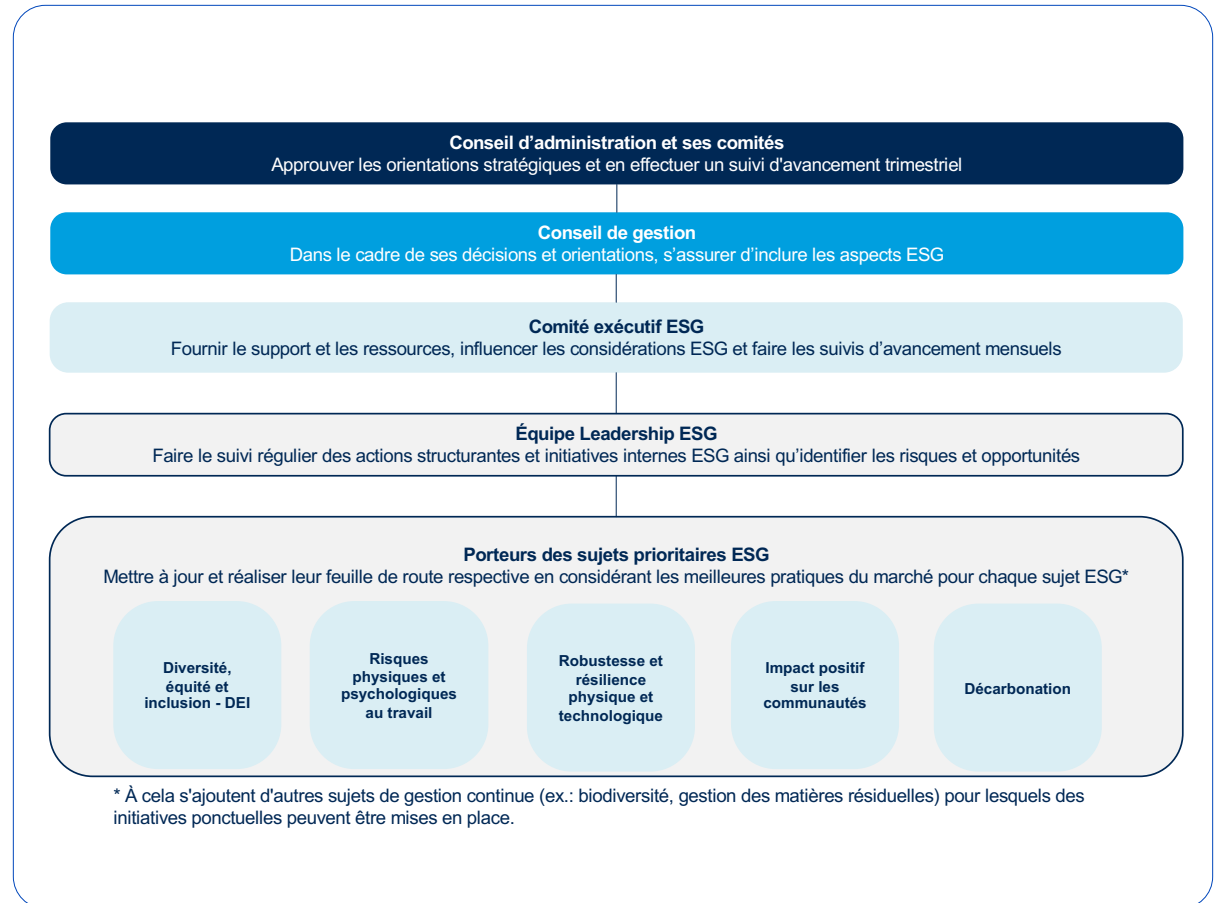 Conseil d’administration et ses comités
Approuver les orientations stratégiques et en effectuer un suivi d'avancement trimestriel
Conseil de gestion
Dans le cadre de ses décisions et orientations, s’assurer d’inclure les aspects ESG
Comité exécutif ESG
Fournir le support et les ressources, influencer les considérations ESG et faire les suivis d’avancement mensuels
Équipe Leadership ESG
Faire le suivi régulier des actions structurantes et initiatives internes ESG ainsi qu’identifier les risques et opportunités
Porteurs des sujets prioritaires ESG
Mettre à jour et réaliser leur feuille de route respective en considérant les meilleures pratiques du marché pour chaque sujet ESG*
Diversité,
équité et
inclusion - DEI
Risques
physiques et
psychologiques
au travail
Robustesse et
résilience
physique et
technologique
Impact positif
sur les
communautés
Décarbonation
* À cela s'ajoutent d'autres sujets de gestion continue (ex.: biodiversité, gestion des matières résiduelles) pour lesquels des
initiatives ponctuelles peuvent être mises en place.